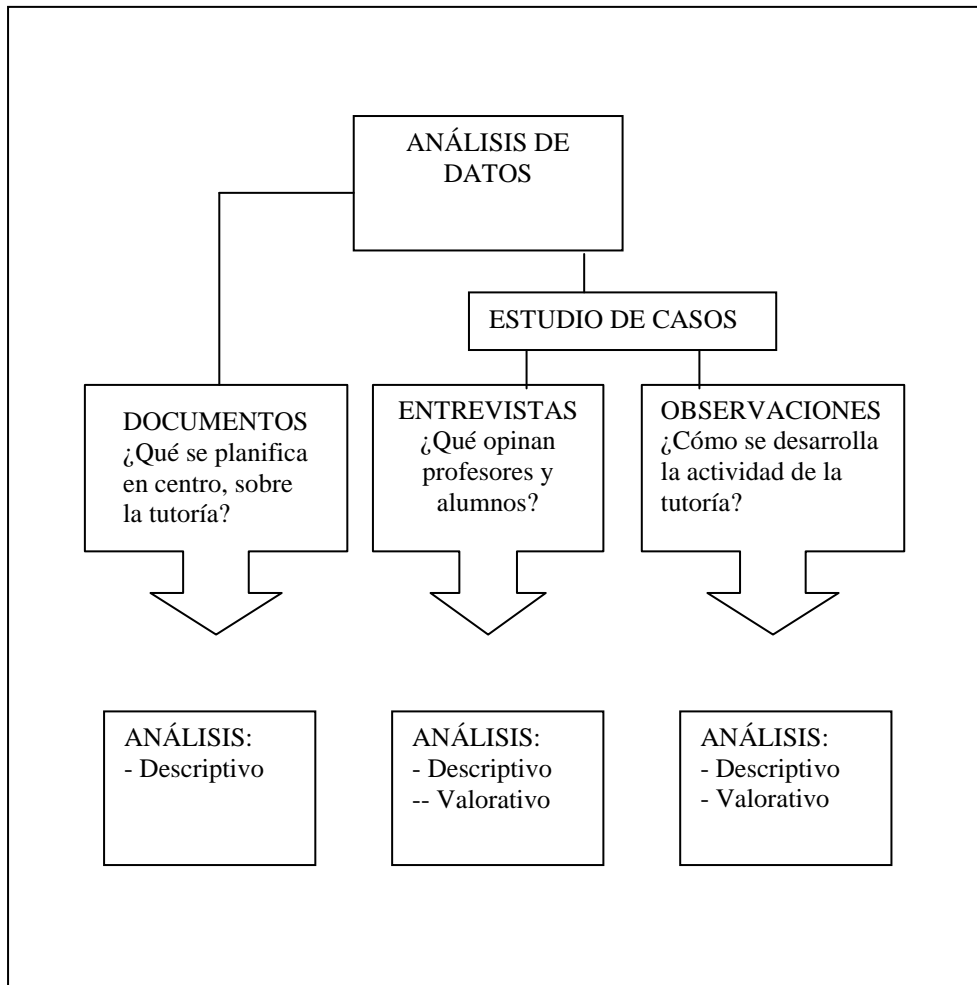 ANÁLISIS DE
DATOS
ESTUDIO DE CASOS
DOCUMENTOS
¿Qué se planifica
en centro, sobre
la tutoría?
ENTREVISTAS
¿Qué opinan
profesores y
alumnos?
OBSERVACIONES
¿Cómo se desarrolla
la actividad de la
tutoría?
ANÁLISIS:
- Descriptivo
ANÁLISIS:
- Descriptivo
-- Valorativo
ANÁLISIS:
- Descriptivo
- Valorativo